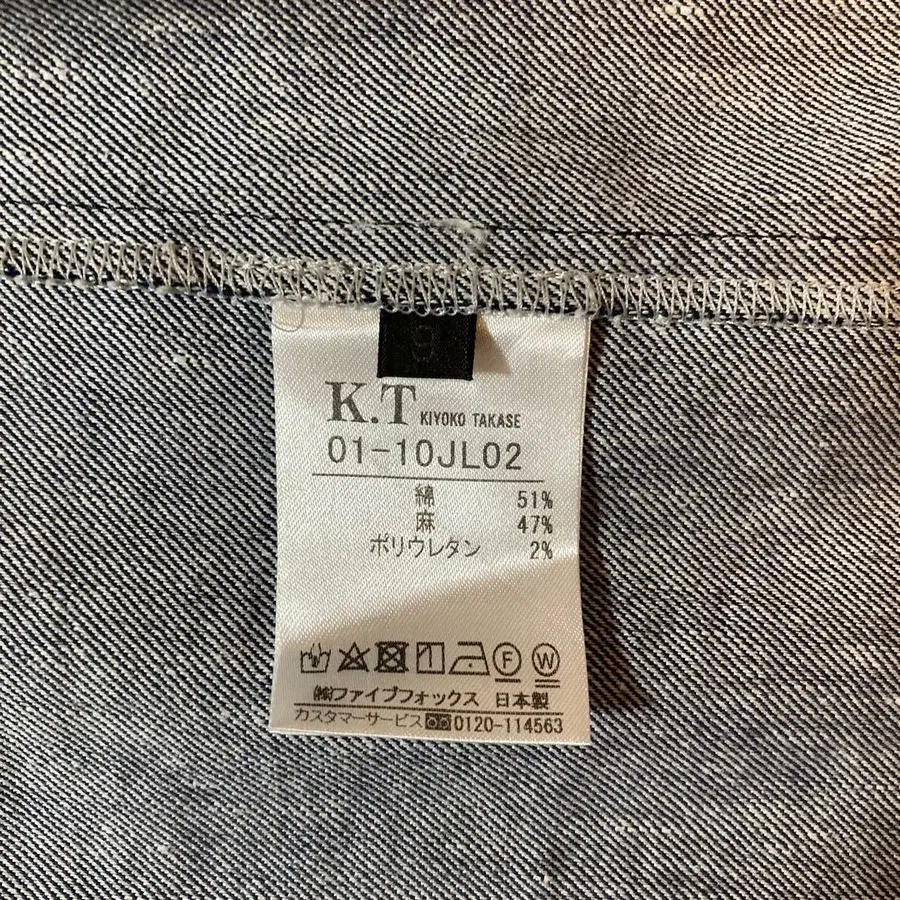 9
K.T KIYOKO TAKASE
01-10JL02
綿 51%
麻 47%
ポリウレタン 2%
F W
㈱ファイブフォックス 日本製
カスタマーサービス 0120-114563